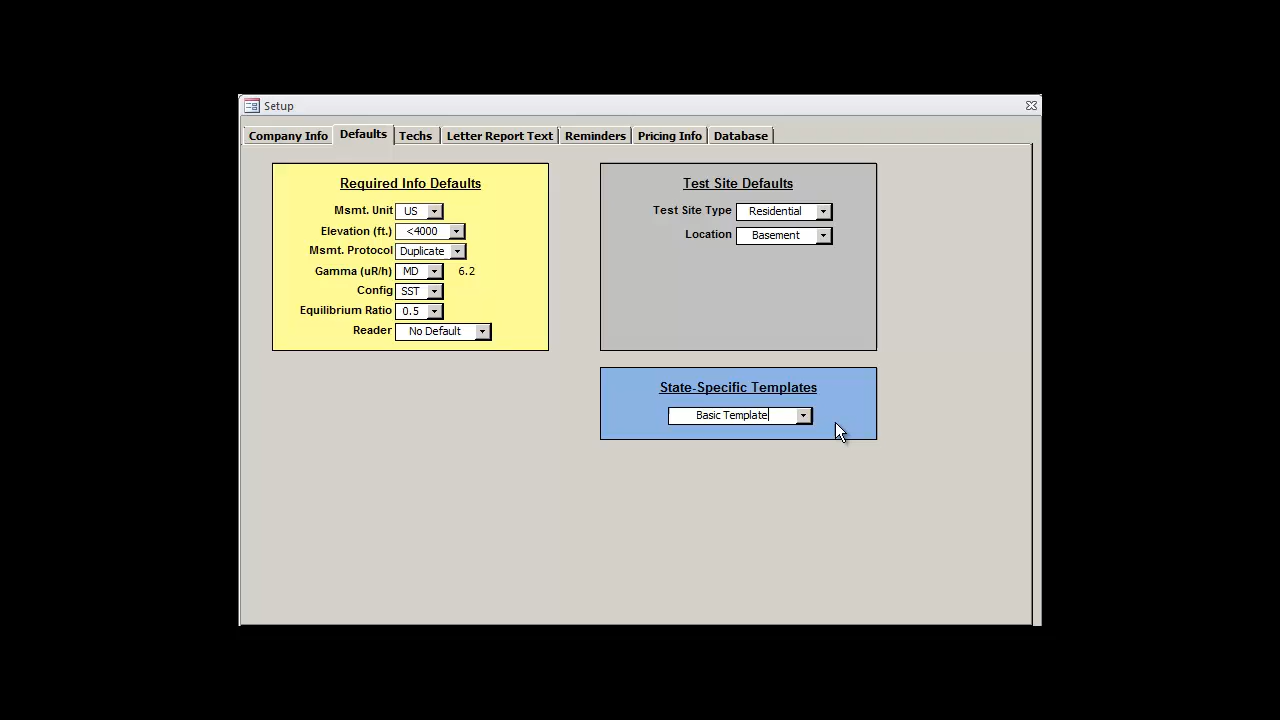 Setup
Company Info Defaults Techs Letter Report Text Reminders Pricing Info Database
Required Info Defaults
Msmt. Unit US
Elevation (ft.) <4000
Msmt. Protocol Duplicate
Gamma (uR/h) MD 6.2
Config SST
Equilibrium Ratio 0.5
Reader No Default
Test Site Defaults
Test Site Type Residential
Location Basement
State-Specific Templates
Basic Template